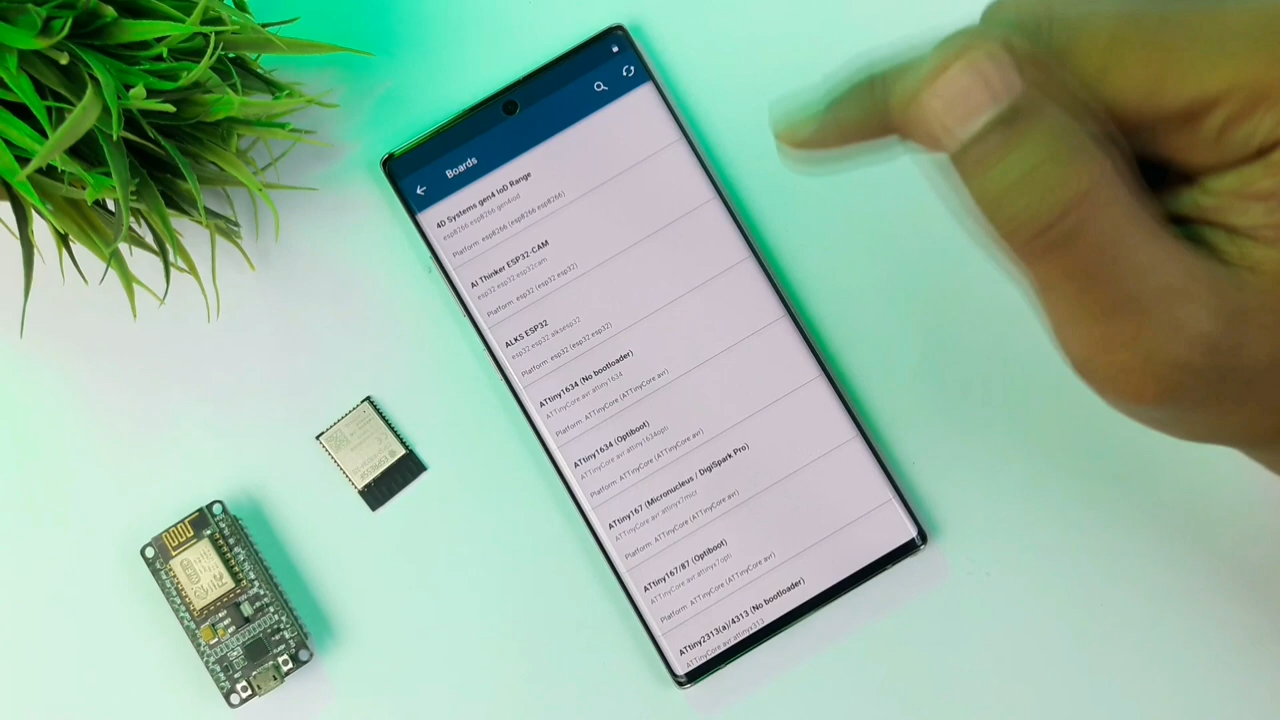 Boards
4D Systems gen4 IoD Range
esp8266:esp8266:gen4iod
Platform: esp8266 (esp8266:esp8266)
AI Thinker ESP32-CAM
esp32:esp32:esp32cam
Platform: esp32 (esp32:esp32)
ALKS ESP32
esp32:esp32:alksesp32
Platform: esp32 (esp32:esp32)
ATtiny1634 (No bootloader)
ATTinyCore:avr:attiny1634
Platform: ATTinyCore (ATTinyCore:avr)
ATtiny1634 (Optiboot)
ATTinyCore:avr:attiny1634opti
Platform: ATTinyCore (ATTinyCore:avr)
ATtiny167 (Micronucleus / DigiSpark Pro)
ATTinyCore:avr:attinyx7micr
Platform: ATTinyCore (ATTinyCore:avr)
ATtiny167/87 (Optiboot)
ATTinyCore:avr:attinyx7opti
Platform: ATTinyCore (ATTinyCore:avr)
ATtiny2313(a)/4313 (No bootloader)
ATTinyCore:avr:attinyx313